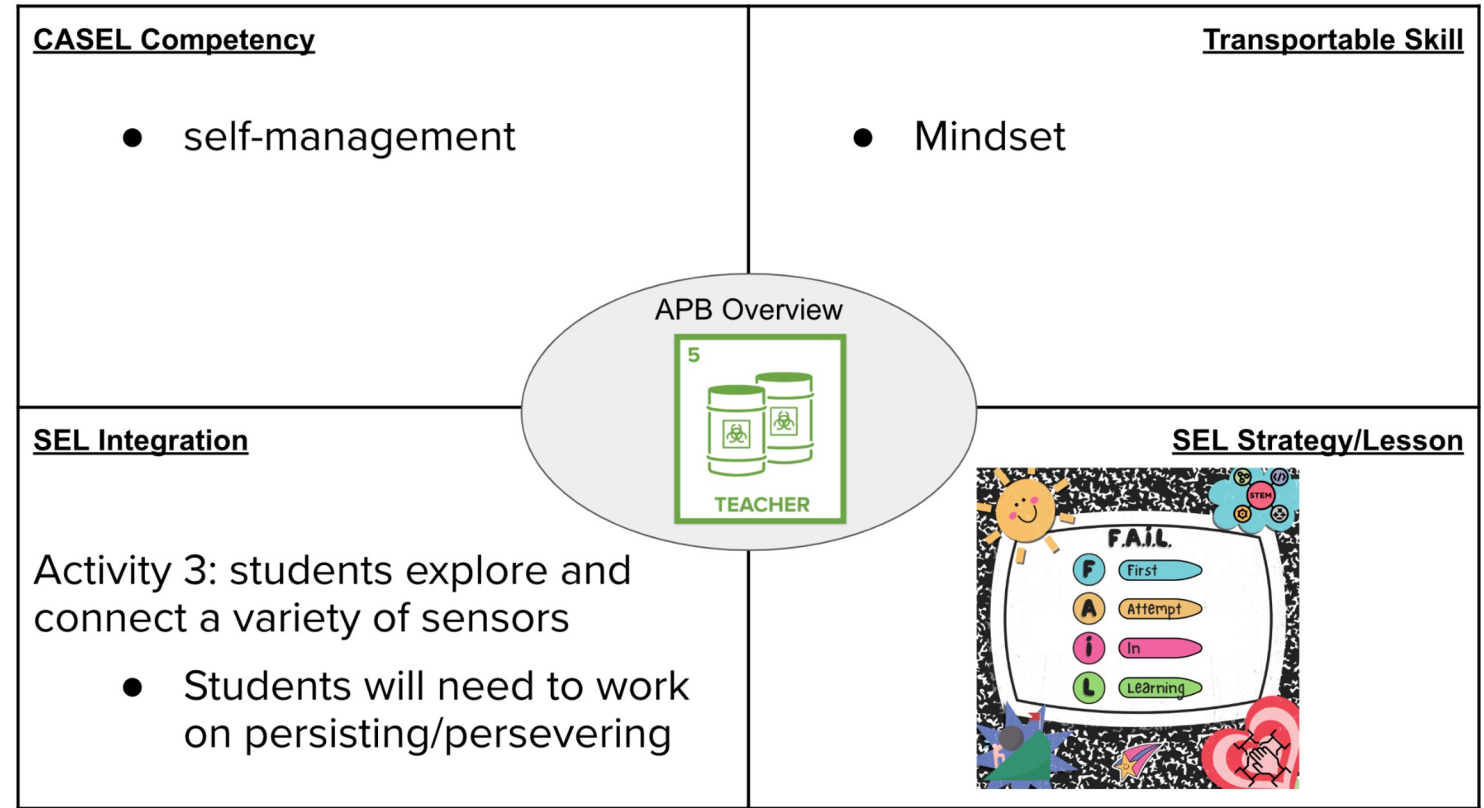 CASEL Competency
● self-management
Transportable Skill
● Mindset
APB Overview
5
TEACHER
SEL Integration
Activity 3: students explore and
connect a variety of sensors
● Students will need to work
on persisting/persevering
SEL Strategy/Lesson
STEM
</>
F.A.i.L.
F First
A Attempt
i In
L Learning